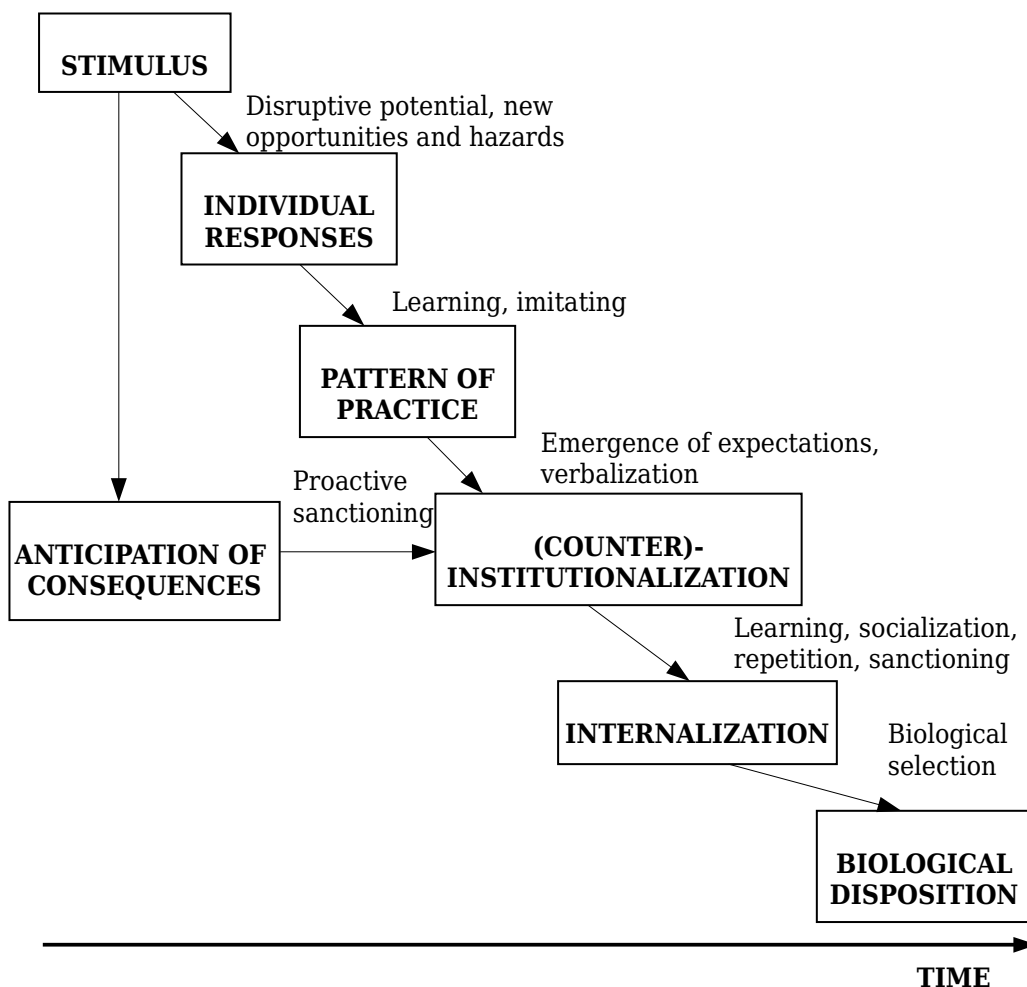 STIMULUS
Disruptive potential, new
opportunities and hazards
INDIVIDUAL
RESPONSES
Learning, imitating
PATTERN OF
PRACTICE
Emergence of expectations,
verbalization
Proactive
sanctioning
ANTICIPATION OF
CONSEQUENCES
(COUNTER)-
INSTITUTIONALIZATION
Learning, socialization,
repetition, sanctioning
INTERNALIZATION
Biological
selection
BIOLOGICAL
DISPOSITION
TIME